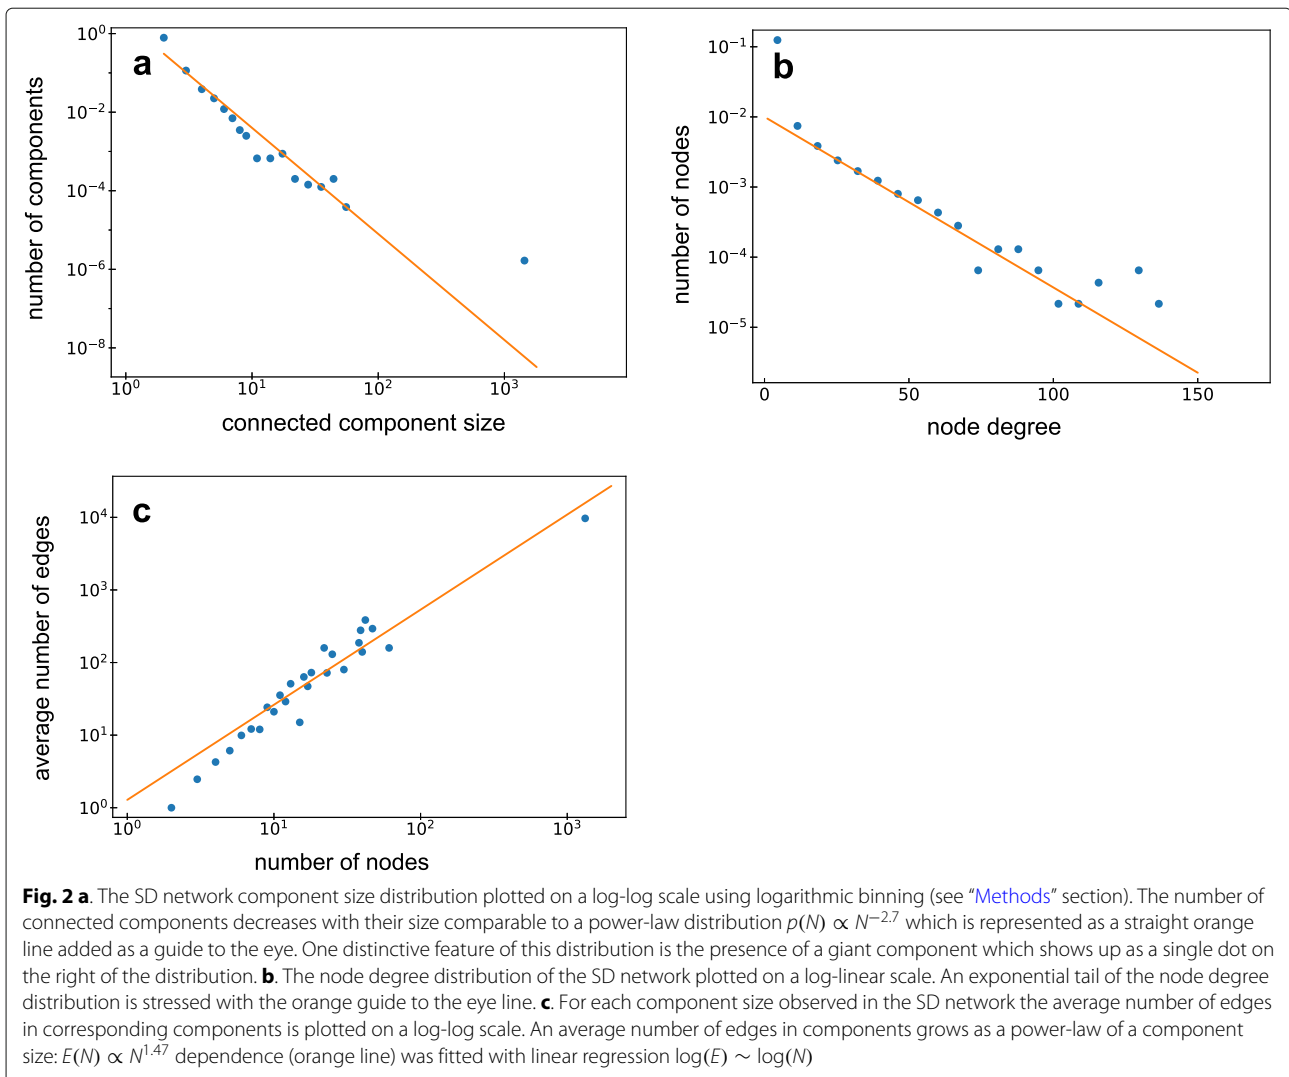 a
number of components
10^0
10^−2
10^−4
10^−6
10^−8
10^0 10^1 10^2 10^3
connected component size
b
number of nodes
10^−1
10^−2
10^−3
10^−4
10^−5
0 50 100 150
node degree
c
average number of edges
10^4
10^3
10^2
10^1
10^0
10^0 10^1 10^2 10^3
number of nodes
Fig. 2 a. The SD network component size distribution plotted on a log-log scale using logarithmic binning (see “Methods” section). The number of
connected components decreases with their size comparable to a power-law distribution p(N) ∝ N^−2.7 which is represented as a straight orange
line added as a guide to the eye. One distinctive feature of this distribution is the presence of a giant component which shows up as a single dot on
the right of the distribution. b. The node degree distribution of the SD network plotted on a log-linear scale. An exponential tail of the node degree
distribution is stressed with the orange guide to the eye line. c. For each component size observed in the SD network the average number of edges
in corresponding components is plotted on a log-log scale. An average number of edges in components grows as a power-law of a component
size: E(N) ∝ N^1.47 dependence (orange line) was fitted with linear regression log(E) ∼ log(N)